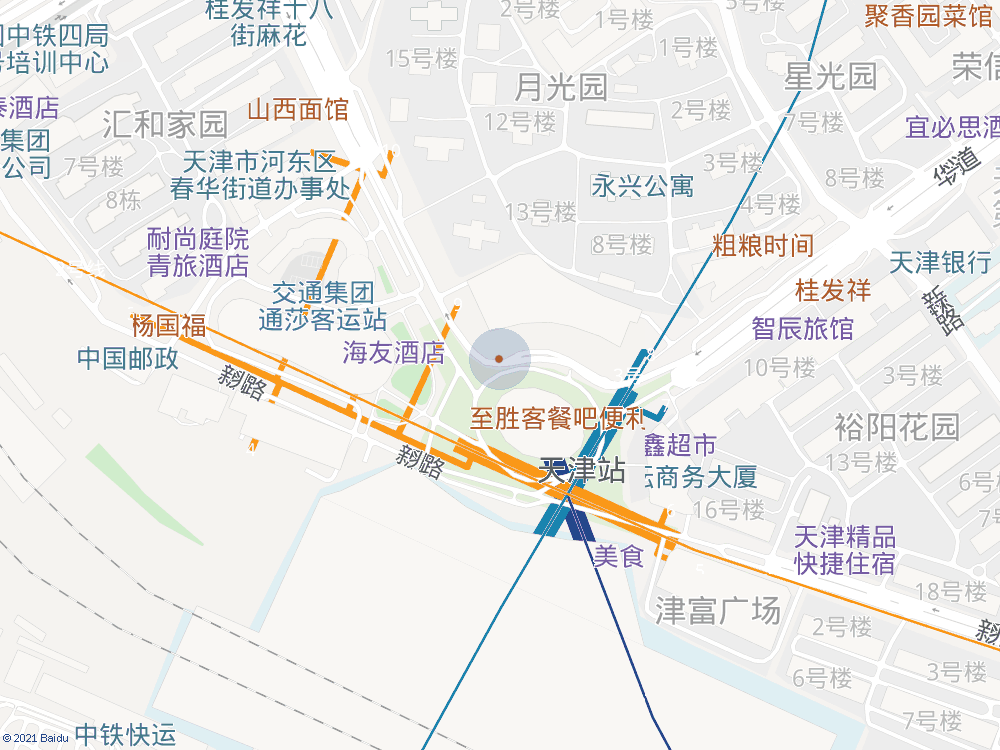 桂发祥十八
街麻花
2号楼
1号楼
聚香园菜馆
中铁四局
培训中心
15号楼
1号楼
月光园
星光园
荣信
泰酒店
山西面馆
2号楼
汇和家园
12号楼
7号楼
宜必思酒
集团
公司
7号楼
天津市河东区
春华街道办事处
3号楼
华道
永兴公寓
8号楼
8栋
13号楼
4号楼
耐尚庭院
青旅酒店
8号楼
粗粮时间
天津银行
交通集团
通莎客运站
桂发祥
杨国福
智辰旅馆
中国邮政
海友酒店
10号楼
3号楼
至胜客餐吧便利
裕阳花园
鑫超市
13号楼
天津站
商务大厦
6号楼
16号楼
7号
天津精品
快捷住宿
美食
18号楼
津富广场
2号楼
3号楼
6号楼
7号楼
中铁快运
© 2021 Baidu